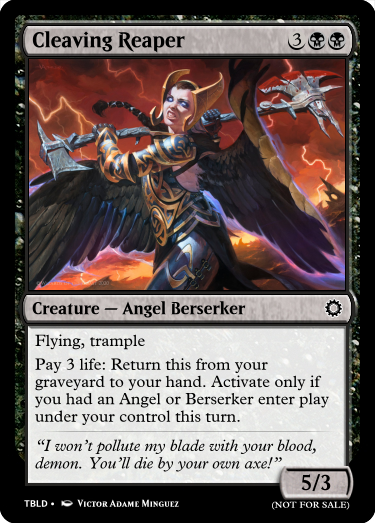 Cleaving Reaper 3
Creature — Angel Berserker
Flying, trample
Pay 3 life: Return this from your
graveyard to your hand. Activate only if
you had an Angel or Berserker enter play
under your control this turn.
“I won't pollute my blade with your blood,
demon. You'll die by your own axe!”
5/3
TBLD • Victor Adame Minguez
(NOT FOR SALE)